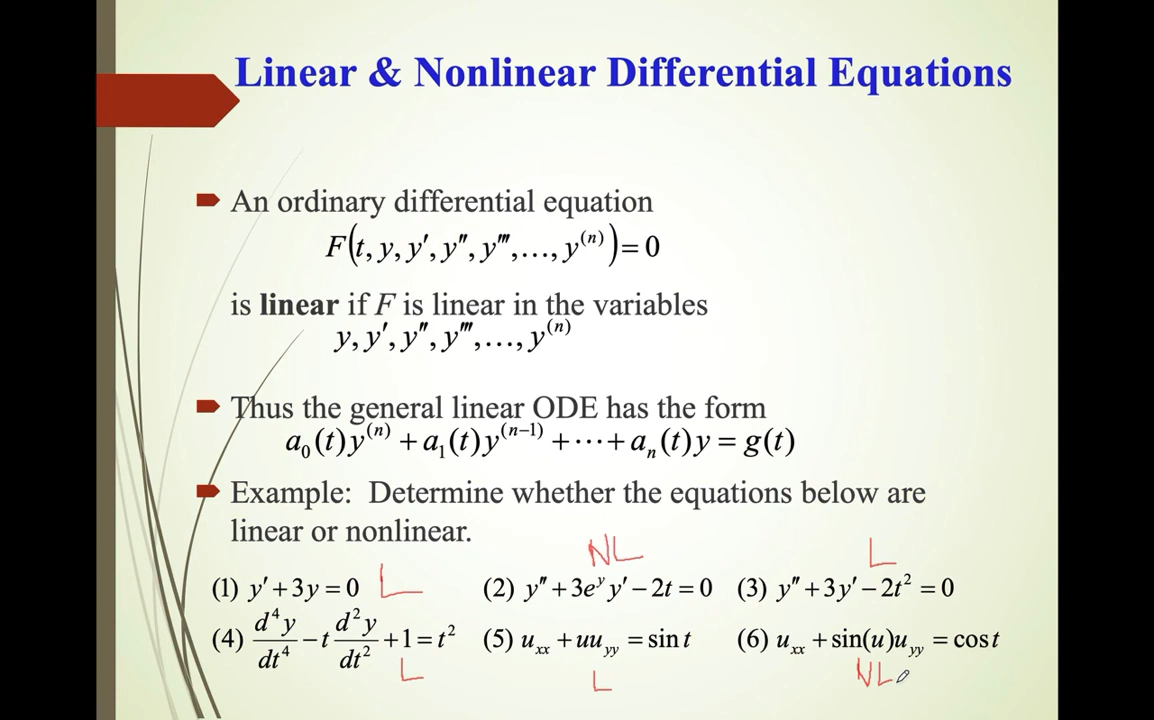 Linear & Nonlinear Differential Equations
An ordinary differential equation
F(t, y, y′, y″, y‴, …, y⁽ⁿ⁾) = 0
is linear if F is linear in the variables
y, y′, y″, y‴, …, y⁽ⁿ⁾
Thus the general linear ODE has the form
a₀(t)y⁽ⁿ⁾ + a₁(t)y⁽ⁿ⁻¹⁾ + ⋯ + aₙ(t)y = g(t)
Example: Determine whether the equations below are
linear or nonlinear.
NL L
(1) y′ + 3y = 0 L (2) y″ + 3eʸy′ − 2t = 0 (3) y″ + 3y′ − 2t² = 0
(4) d⁴y/dt⁴ − t d²y/dt² + 1 = t² (5) u_xx + uu_yy = sin t (6) u_xx + sin(u)u_yy = cos t
L L NL